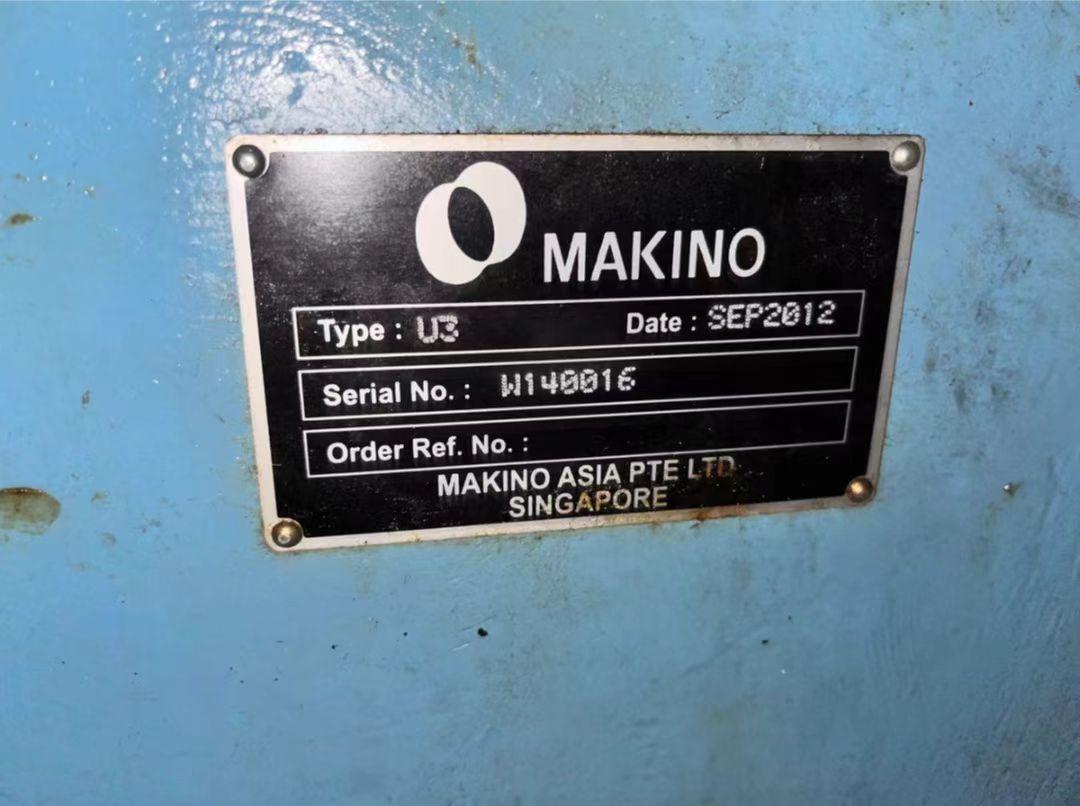 MAKINO
Type : U3 Date : SEP2012
Serial No. : W140016
Order Ref. No. :
MAKINO ASIA PTE LTD
SINGAPORE